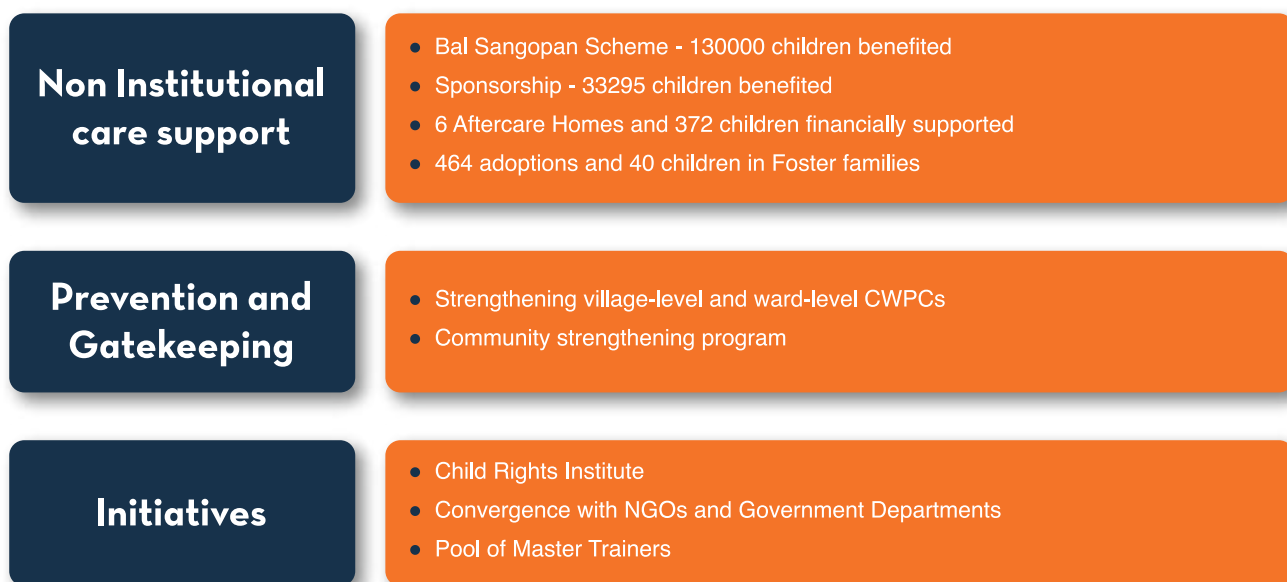 Non Institutional
care support
• Bal Sangopan Scheme - 130000 children benefited
• Sponsorship - 33295 children benefited
• 6 Aftercare Homes and 372 children financially supported
• 464 adoptions and 40 children in Foster families
Prevention and
Gatekeeping
• Strengthening village-level and ward-level CWPCs
• Community strengthening program
Initiatives
• Child Rights Institute
• Convergence with NGOs and Government Departments
• Pool of Master Trainers